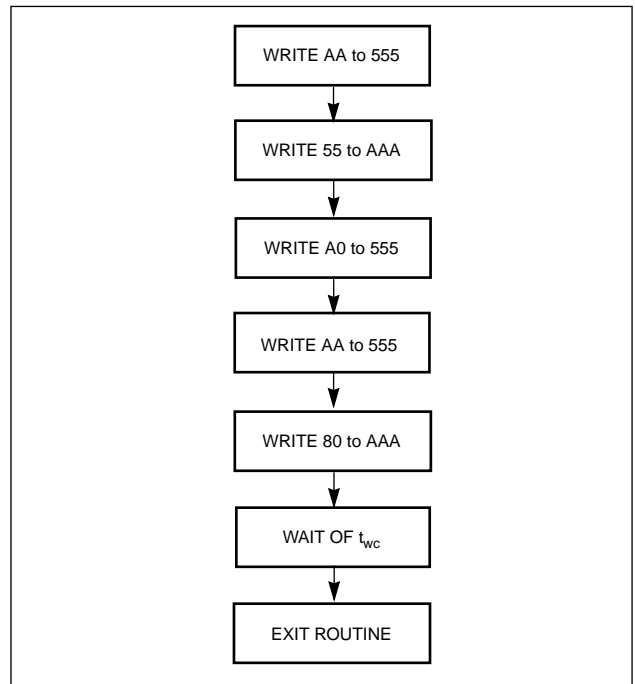 WRITE AA to 555
WRITE 55 to AAA
WRITE A0 to 555
WRITE AA to 555
WRITE 80 to AAA
WAIT OF twc
EXIT ROUTINE